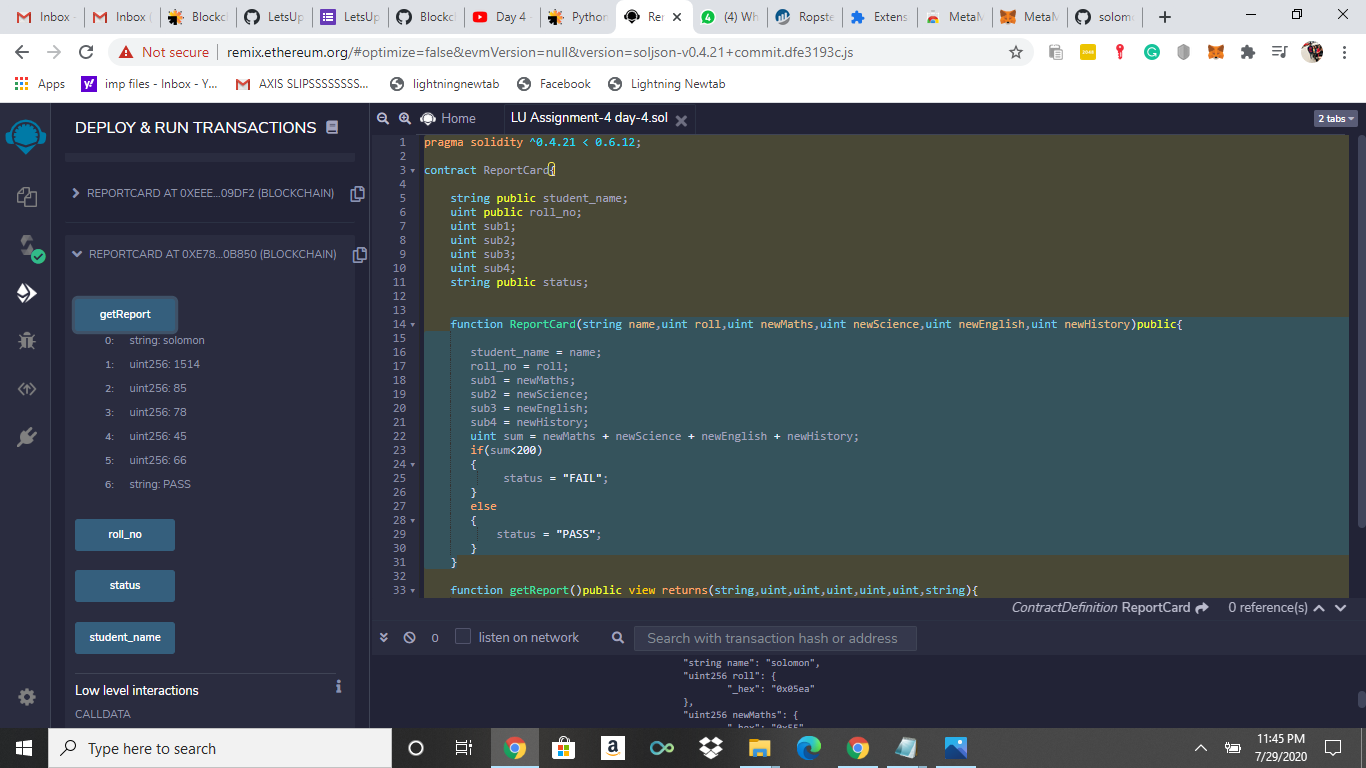 Inbox
Inbox (
Blockc
LetsUp
LetsUp
Blockc
Day 4
Python
Rem
(4) Wh
Ropste
Extens
MetaM
MetaM
solom
Not secure
remix.ethereum.org/#optimize=false&evmVersion=null&version=soljson-v0.4.21+commit.dfe3193c.js
Apps
imp files - Inbox - Y...
AXIS SLIPSSSSSSSS...
lightningnewtab
Facebook
Lightning Newtab
DEPLOY & RUN TRANSACTIONS
REPORTCARD AT 0XEEE...09DF2 (BLOCKCHAIN)
REPORTCARD AT 0XE78...0B850 (BLOCKCHAIN)
getReport
0: string: solomon
1: uint256: 1514
2: uint256: 85
3: uint256: 78
4: uint256: 45
5: uint256: 66
6: string: PASS
roll_no
status
student_name
Low level interactions
CALLDATA
Home
LU Assignment-4 day-4.sol
2 tabs
1 pragma solidity ^0.4.21 < 0.6.12;
2
3 contract ReportCard{
4
5 string public student_name;
6 uint public roll_no;
7 uint sub1;
8 uint sub2;
9 uint sub3;
10 uint sub4;
11 string public status;
12
13
14 function ReportCard(string name,uint roll,uint newMaths,uint newScience,uint newEnglish,uint newHistory)public{
15
16 student_name = name;
17 roll_no = roll;
18 sub1 = newMaths;
19 sub2 = newScience;
20 sub3 = newEnglish;
21 sub4 = newHistory;
22 uint sum = newMaths + newScience + newEnglish + newHistory;
23 if(sum<200)
24 {
25 status = "FAIL";
26 }
27 else
28 {
29 status = "PASS";
30 }
31 }
32
33 function getReport()public view returns(string,uint,uint,uint,uint,uint,string){
ContractDefinition ReportCard 0 reference(s)
0
listen on network
Search with transaction hash or address
"string name": "solomon",
"uint256 roll": {
"_hex": "0x05ea"
},
"uint256 newMaths": {
"_hex": "0x55"
Type here to search
11:45 PM
7/29/2020